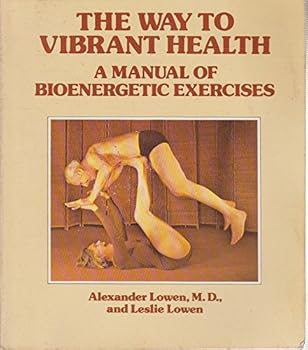 THE WAY TO
VIBRANT HEALTH
A MANUAL OF
BIOENERGETIC EXERCISES
Alexander Lowen, M.D.,
and Leslie Lowen